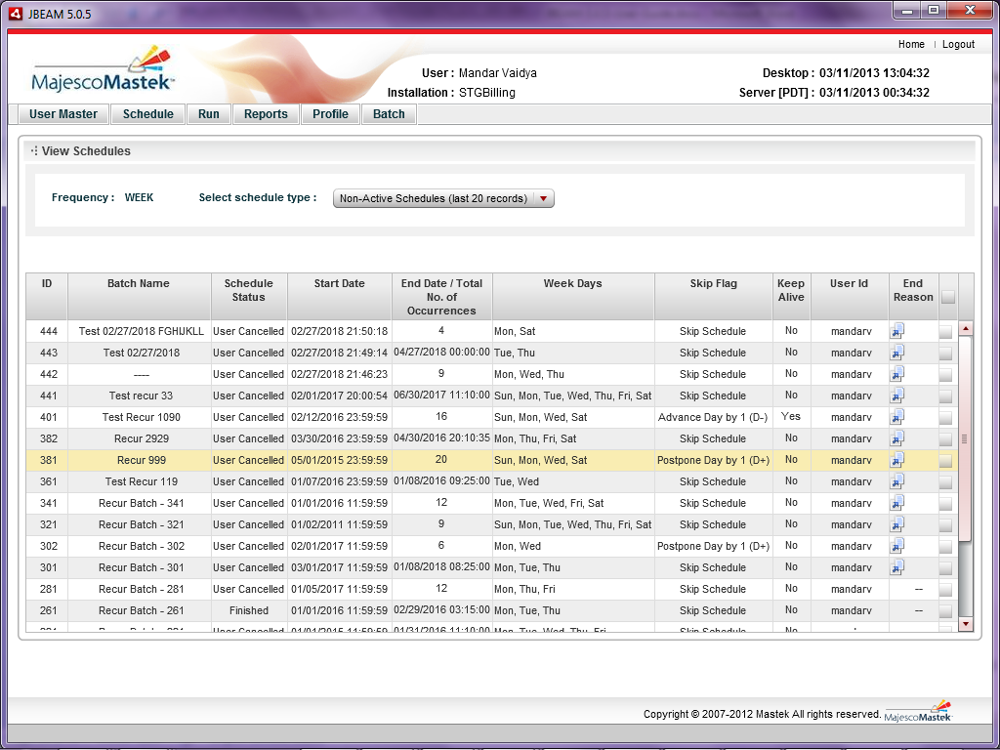 JBEAM 5.0.5
Home | Logout
MajescoMastek
User : Mandar Vaidya
Desktop : 03/11/2013 13:04:32
Installation : STGBilling
Server [PDT] : 03/11/2013 00:34:32
User Master Schedule Run Reports Profile Batch
View Schedules
Frequency : WEEK Select schedule type : Non-Active Schedules (last 20 records)
ID Batch Name Schedule Status Start Date End Date / Total No. of Occurrences Week Days Skip Flag Keep Alive User Id End Reason
444 Test 02/27/2018 FGHIJKLL User Cancelled 02/27/2018 21:50:18 4 Mon, Sat Skip Schedule No mandarv
443 Test 02/27/2018 User Cancelled 02/27/2018 21:49:14 04/27/2018 00:00:00 Tue, Thu Skip Schedule No mandarv
442 ---- User Cancelled 02/27/2018 21:46:23 9 Mon, Wed, Thu Skip Schedule No mandarv
441 Test recur 33 User Cancelled 02/01/2017 20:00:54 06/30/2017 11:10:00 Sun, Mon, Tue, Wed, Thu, Fri, Sat Skip Schedule No mandarv
401 Test Recur 1090 User Cancelled 02/12/2016 23:59:59 16 Sun, Mon, Wed, Sat Advance Day by 1 (D-) Yes mandarv
382 Recur 2929 User Cancelled 03/30/2016 23:59:59 04/30/2016 20:10:35 Mon, Thu, Fri, Sat Skip Schedule No mandarv
381 Recur 999 User Cancelled 05/01/2015 23:59:59 20 Sun, Mon, Wed, Sat Postpone Day by 1 (D+) No mandarv
361 Test Recur 119 User Cancelled 01/07/2016 23:59:59 01/08/2016 09:25:00 Tue, Wed Skip Schedule No mandarv
341 Recur Batch - 341 User Cancelled 01/01/2016 11:59:59 12 Mon, Tue, Wed, Fri, Sat Skip Schedule No mandarv
321 Recur Batch - 321 User Cancelled 01/02/2011 11:59:59 9 Sun, Mon, Tue, Wed, Thu, Fri, Sat Skip Schedule No mandarv
302 Recur Batch - 302 User Cancelled 02/01/2017 11:59:59 6 Mon, Wed Postpone Day by 1 (D+) No mandarv
301 Recur Batch - 301 User Cancelled 03/01/2017 11:59:59 01/08/2018 08:25:00 Mon, Tue, Thu Skip Schedule No mandarv
281 Recur Batch - 281 User Cancelled 01/05/2017 11:59:59 12 Mon, Thu, Fri Skip Schedule No mandarv --
261 Recur Batch - 261 Finished 01/01/2016 11:59:59 02/29/2016 03:15:00 Mon, Tue, Thu Skip Schedule No mandarv --
Copyright © 2007-2012 Mastek All rights reserved. MajescoMastek